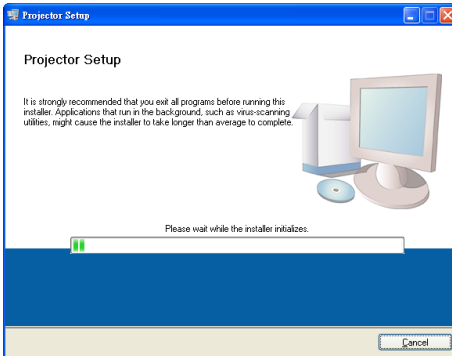 Projector Setup
Projector Setup
It is strongly recommended that you exit all programs before running this
installer. Applications that run in the background, such as virus-scanning
utilities, might cause the installer to take longer than average to complete.
Please wait while the installer initializes.
Cancel